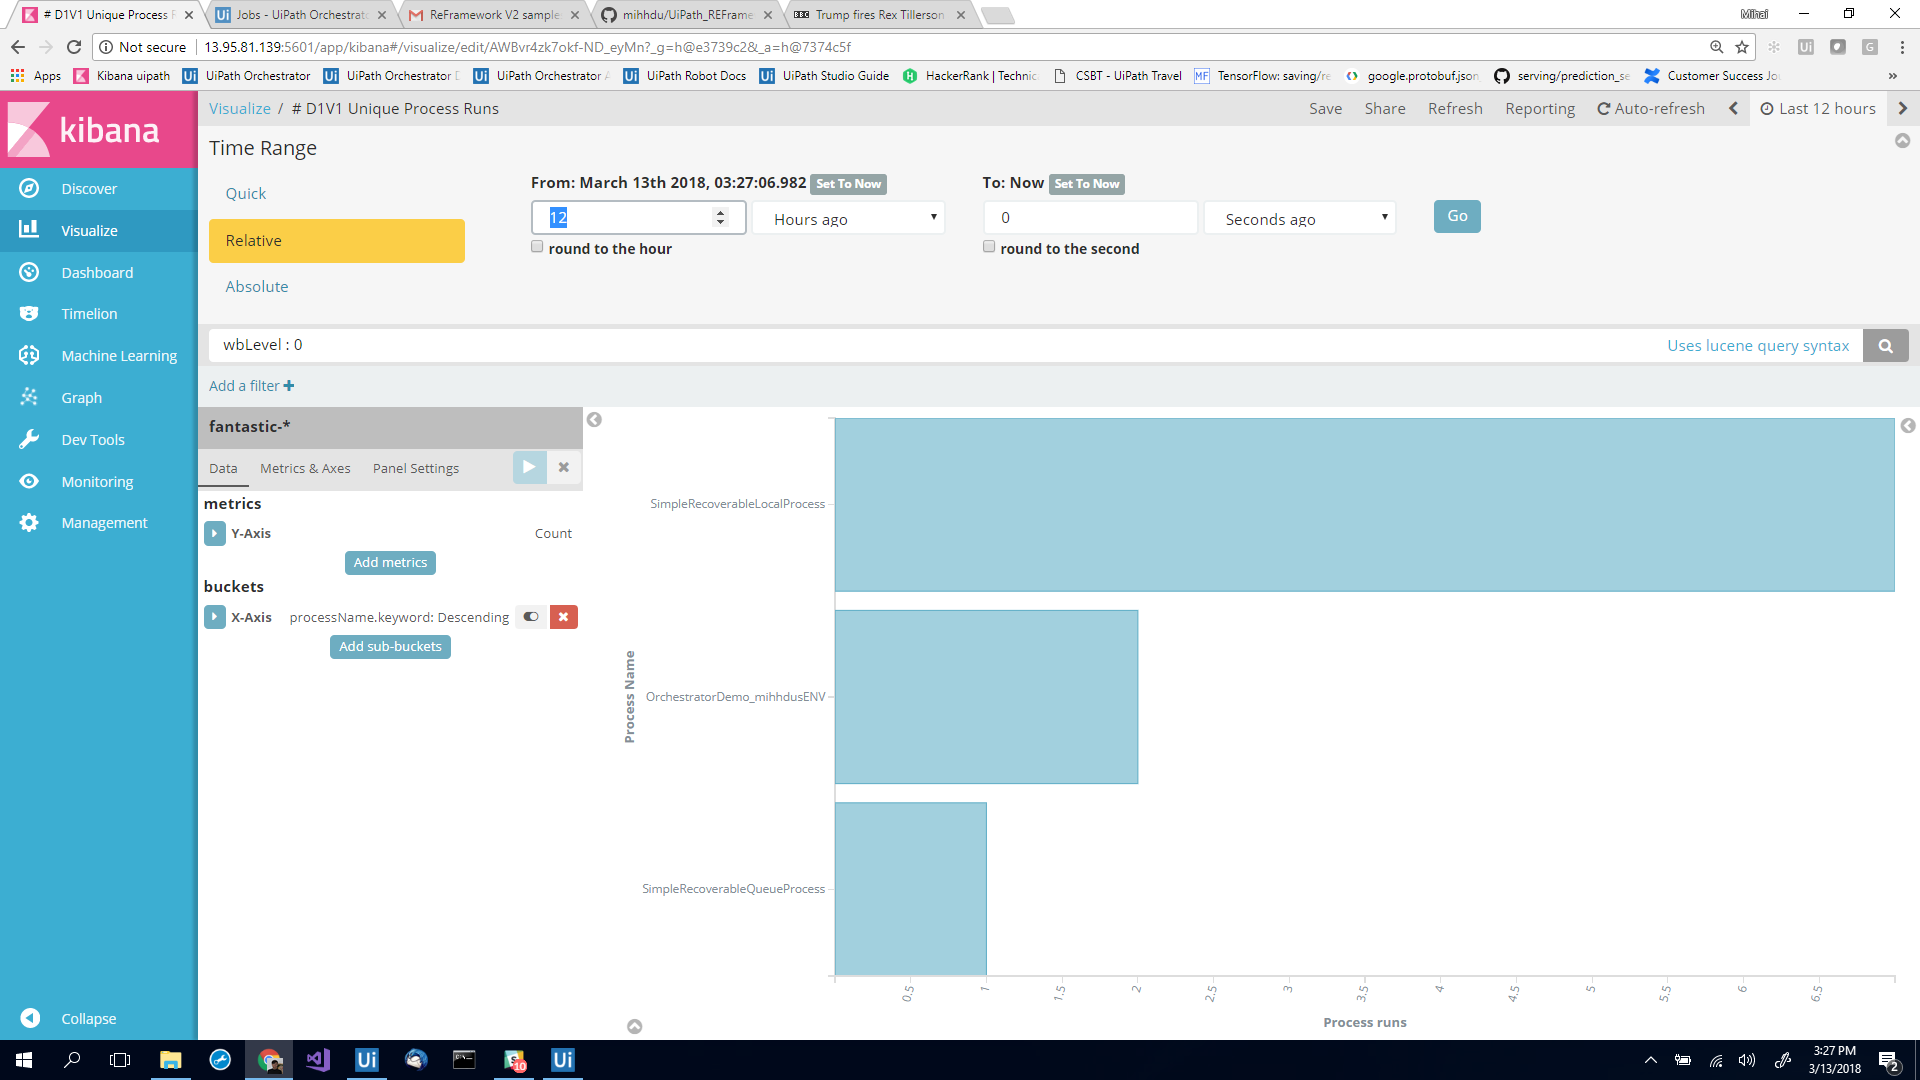 # D1V1 Unique Process R
Jobs - UiPath Orchestrato
ReFramework V2 sample
mihhdu/UiPath_REFrame
BBC Trump fires Rex Tillerson
Mihai
Not secure
13.95.81.139:5601/app/kibana#/visualize/edit/AWBvr4zk7okf-ND_eyMn?_g=h@e3739c2&_a=h@7374c5f
Apps
Kibana uipath
UiPath Orchestrator
UiPath Orchestrator D
UiPath Orchestrator A
UiPath Robot Docs
UiPath Studio Guide
HackerRank | Technic
CSBT - UiPath Travel
MF TensorFlow: saving/re
google.protobuf.json
serving/prediction_se
Customer Success Jou
»
kibana
Discover
Visualize
Dashboard
Timelion
Machine Learning
Graph
Dev Tools
Monitoring
Management
Collapse
Visualize / # D1V1 Unique Process Runs
Save
Share
Refresh
Reporting
Auto-refresh
Last 12 hours
Time Range
Quick
Relative
Absolute
From: March 13th 2018, 03:27:06.982 Set To Now
12
Hours ago
round to the hour
To: Now Set To Now
0
Seconds ago
round to the second
Go
wbLevel : 0
Uses lucene query syntax
Add a filter +
fantastic-*
Data
Metrics & Axes
Panel Settings
metrics
Y-Axis
Count
Add metrics
buckets
X-Axis
processName.keyword: Descending
Add sub-buckets
Process Name
SimpleRecoverableLocalProcess
OrchestratorDemo_mihhdusENV
SimpleRecoverableQueueProcess
0.5
1
1.5
2
2.5
3
3.5
4
4.5
5
5.5
6
6.5
Process runs
Ui
Ui
10
3:27 PM
3/13/2018
2